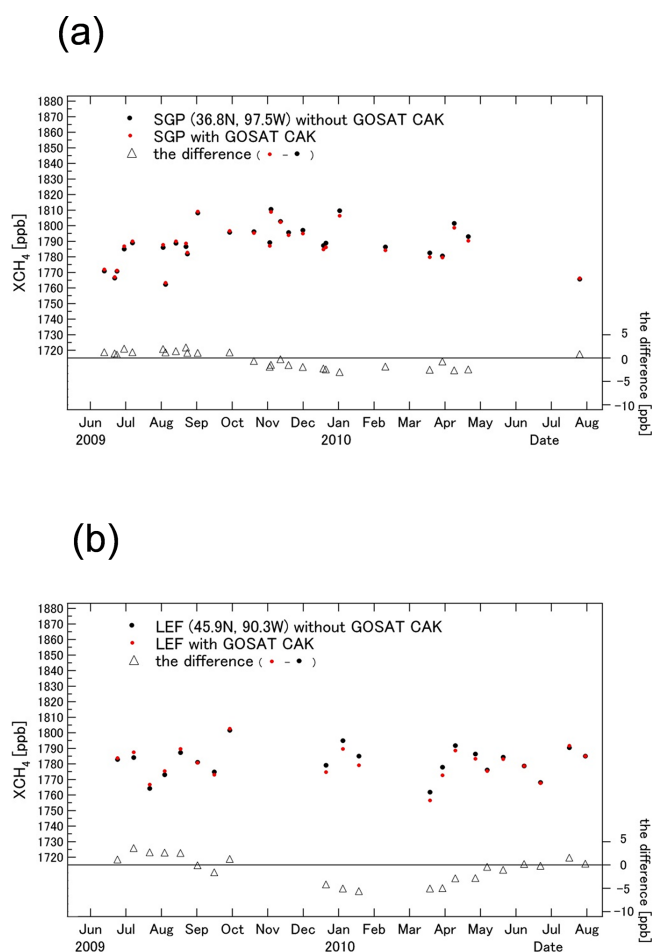 (a)
1880
1870
1860
1850
1840
1830
1820
1810
1800
1790
1780
1770
1760
1750
1740
1730
1720
XCH4 [ppb]
SGP (36.8N, 97.5W) without GOSAT CAK
SGP with GOSAT CAK
the difference ( • – • )
5
0
−5
−10
the difference [ppb]
Jun Jul Aug Sep Oct Nov Dec Jan Feb Mar Apr May Jun Jul Aug
2009 2010 Date
(b)
1880
1870
1860
1850
1840
1830
1820
1810
1800
1790
1780
1770
1760
1750
1740
1730
1720
XCH4 [ppb]
LEF (45.9N, 90.3W) without GOSAT CAK
LEF with GOSAT CAK
the difference ( • – • )
5
0
−5
−10
the difference [ppb]
Jun Jul Aug Sep Oct Nov Dec Jan Feb Mar Apr May Jun Jul Aug
2009 2010 Date